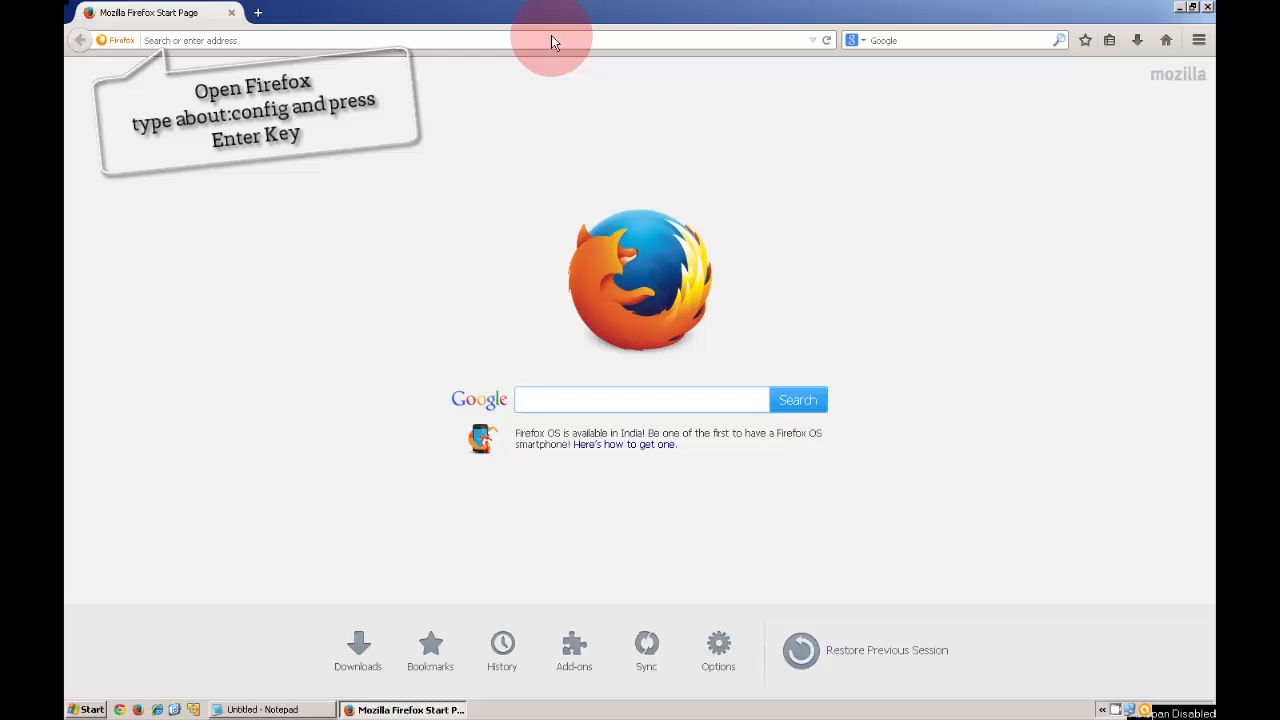 Mozilla Firefox Start Page
Firefox
Search or enter address
Google
mozilla
Open Firefox
type about:config and press
Enter Key
Google
Search
Firefox OS is available in India! Be one of the first to have a Firefox OS
smartphone! Here's how to get one.
Downloads
Bookmarks
History
Add-ons
Sync
Options
Restore Previous Session
Start
Untitled - Notepad
Mozilla Firefox Start P...
Disabled